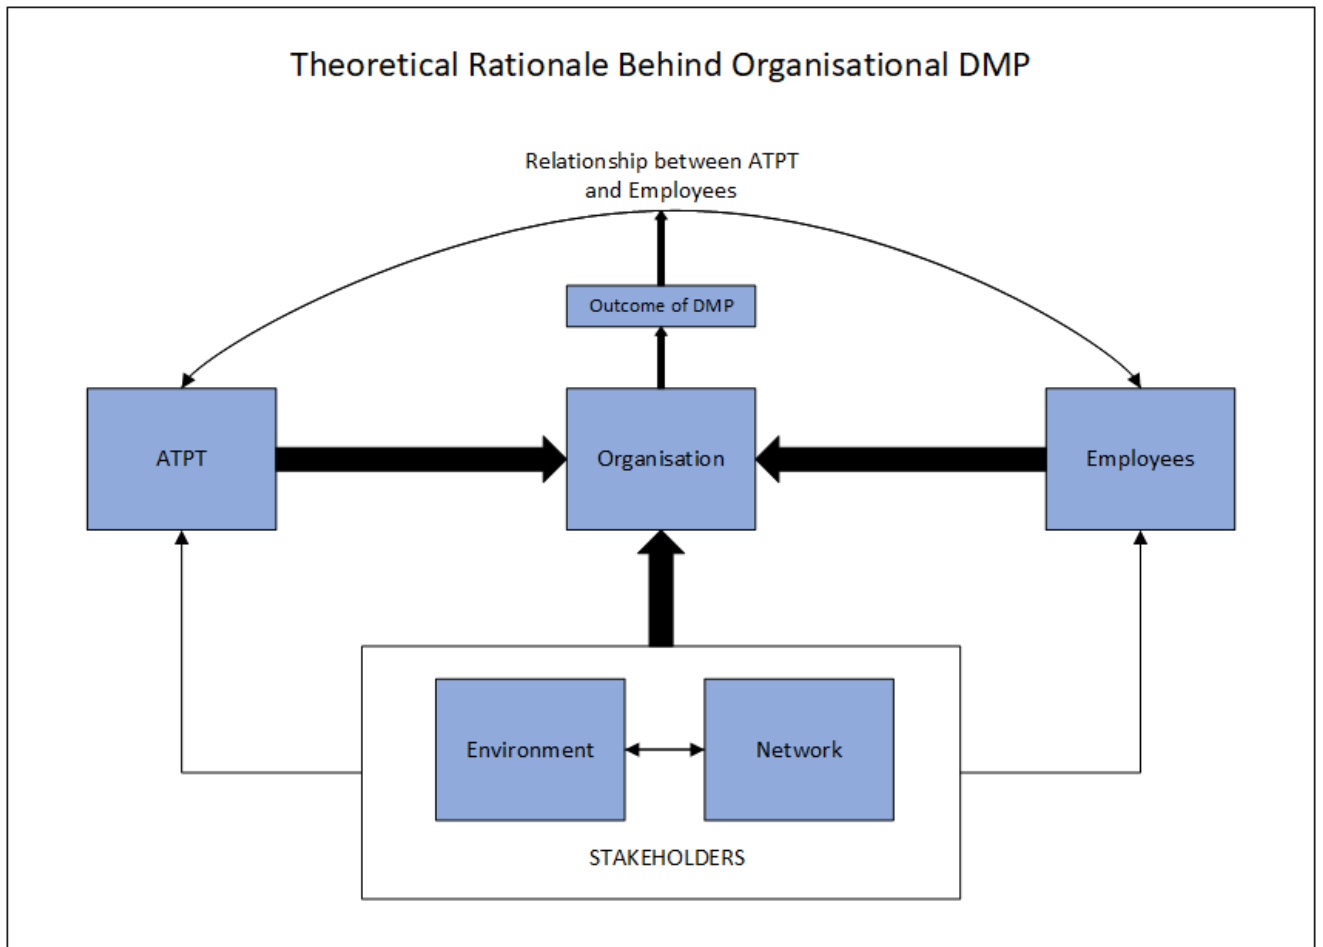 Theoretical Rationale Behind Organisational DMP
Relationship between ATPT
and Employees
Outcome of DMP
ATPT
Organisation
Employees
Environment
Network
STAKEHOLDERS